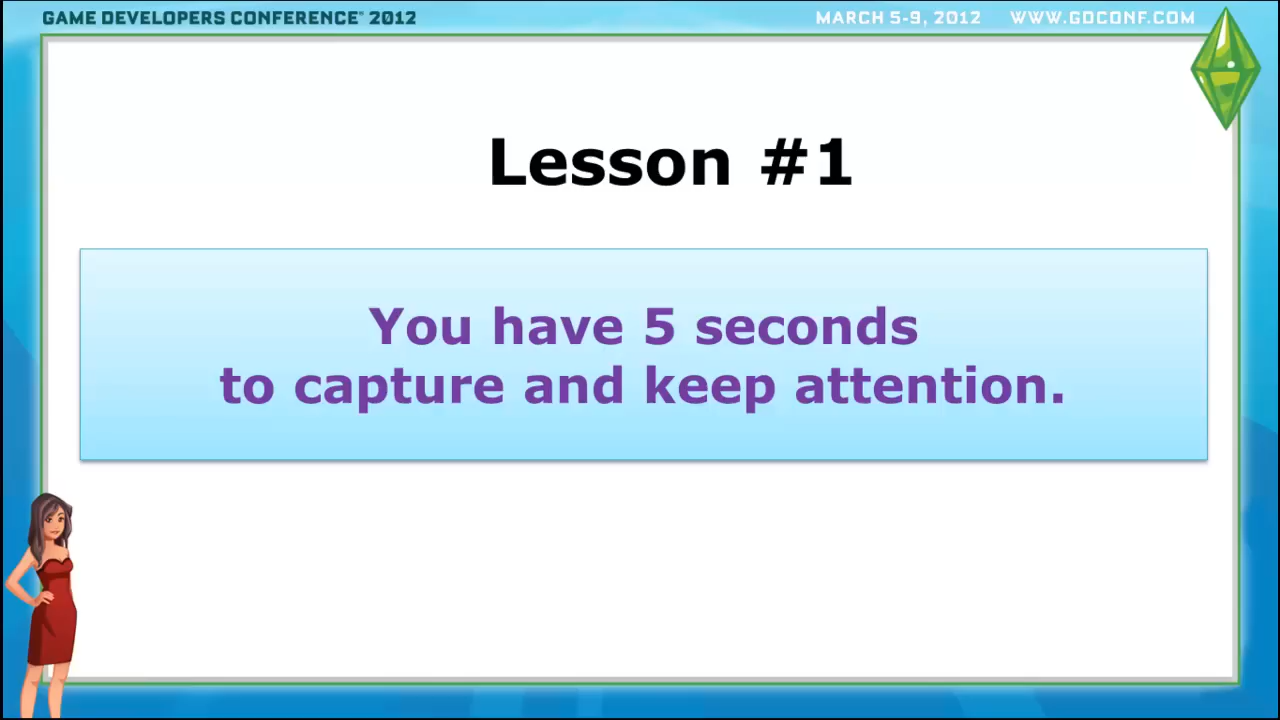 GAME DEVELOPERS CONFERENCE® 2012
MARCH 5-9, 2012 WWW.GDCONF.COM
Lesson #1
You have 5 seconds
to capture and keep attention.